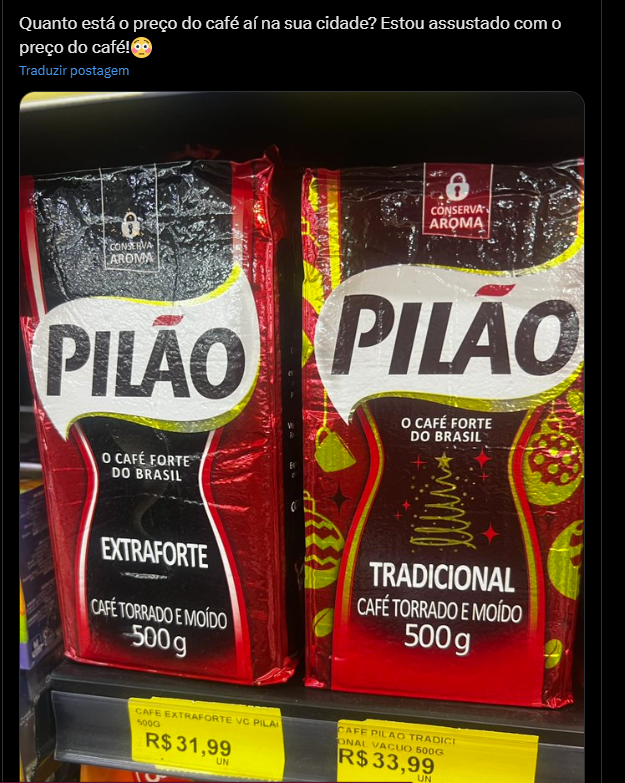 Quanto está o preço do café aí na sua cidade? Estou assustado com o
preço do café!😳
Traduzir postagem
CONSERVA
AROMA
PILÃO
O CAFÉ FORTE
DO BRASIL
EXTRAFORTE
CAFÉ TORRADO E MOÍDO
500g
CONSERVA
AROMA
PILÃO
O CAFÉ FORTE
DO BRASIL
TRADICIONAL
CAFÉ TORRADO E MOÍDO
500g
CAFE EXTRAFORTE VC PILA
500G
R$31,99
UN
CAFE PILAO TRADICI
ONAL VACUO 500G
R$33,99
UN